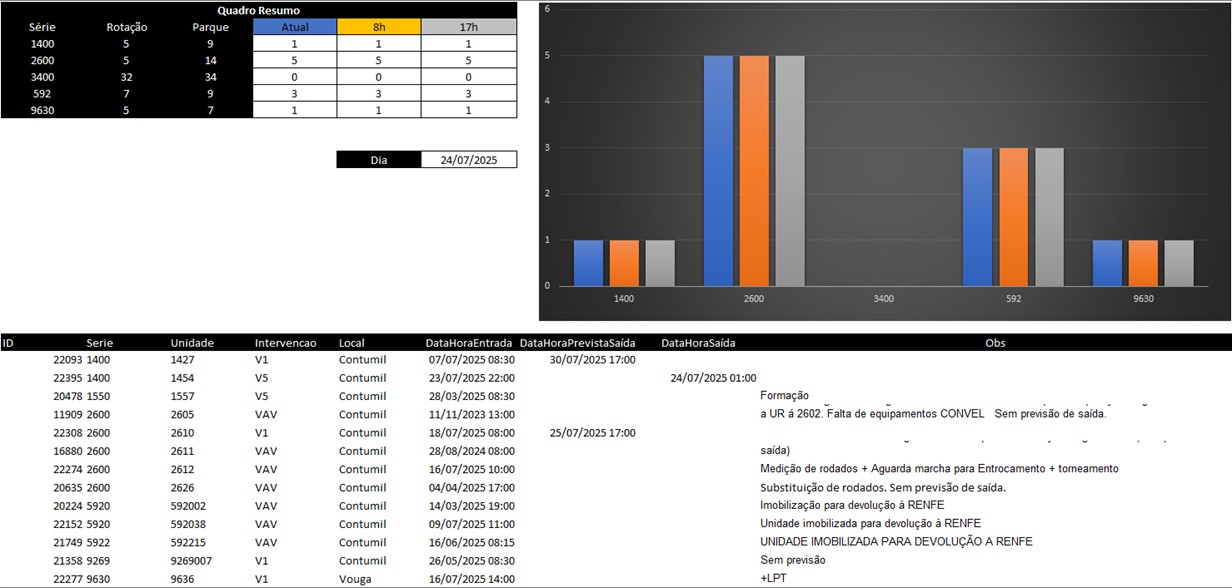 Quadro Resumo
Série Rotação Parque Atual 8h 17h
1400 5 9 1 1 1
2600 5 14 5 5 5
3400 32 34 0 0 0
592 7 9 3 3 3
9630 5 7 1 1 1
Dia 24/07/2025
6
5
4
3
2
1
0
1400 2600 3400 592 9630
ID Serie Unidade Intervencao Local DataHoraEntrada DataHoraPrevistaSaída DataHoraSaída Obs
22093 1400 1427 V1 Contumil 07/07/2025 08:30 30/07/2025 17:00
22395 1400 1454 V5 Contumil 23/07/2025 22:00 24/07/2025 01:00
20478 1550 1557 V5 Contumil 28/03/2025 08:30 Formação
11909 2600 2605 VAV Contumil 11/11/2023 13:00 a UR á 2602. Falta de equipamentos CONVEL Sem previsão de saída.
22308 2600 2610 V1 Contumil 18/07/2025 08:00 25/07/2025 17:00
16880 2600 2611 VAV Contumil 28/08/2024 08:00 saída)
22274 2600 2612 VAV Contumil 16/07/2025 10:00 Medição de rodados + Aguarda marcha para Entrocamento + torneamento
20635 2600 2626 VAV Contumil 04/04/2025 17:00 Substituição de rodados. Sem previsão de saída.
20224 5920 592002 VAV Contumil 14/03/2025 19:00 Imobilização para devolução à RENFE
22152 5920 592038 VAV Contumil 09/07/2025 11:00 Unidade imobilizada para devolução à RENFE
21749 5922 592215 VAV Contumil 16/06/2025 08:15 UNIDADE IMOBILIZADA PARA DEVOLUÇÃO A RENFE
21358 9269 9269007 V1 Contumil 26/05/2025 08:30 Sem previsão
22277 9630 9636 V1 Vouga 16/07/2025 14:00 +LPT